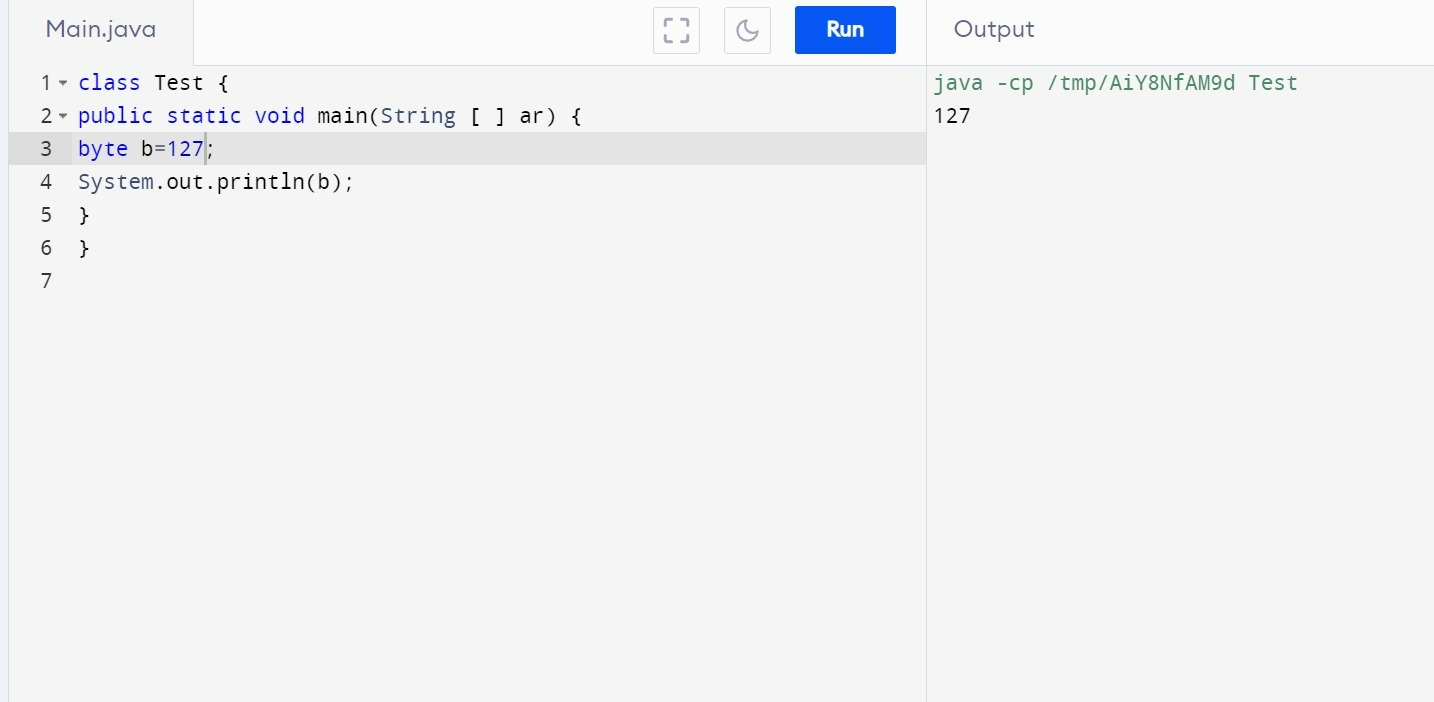 Main.java
Run
Output
1 class Test {
2 public static void main(String [ ] ar) {
3 byte b=127;
4 System.out.println(b);
5 }
6 }
7
java -cp /tmp/AiY8NfAM9d Test
127